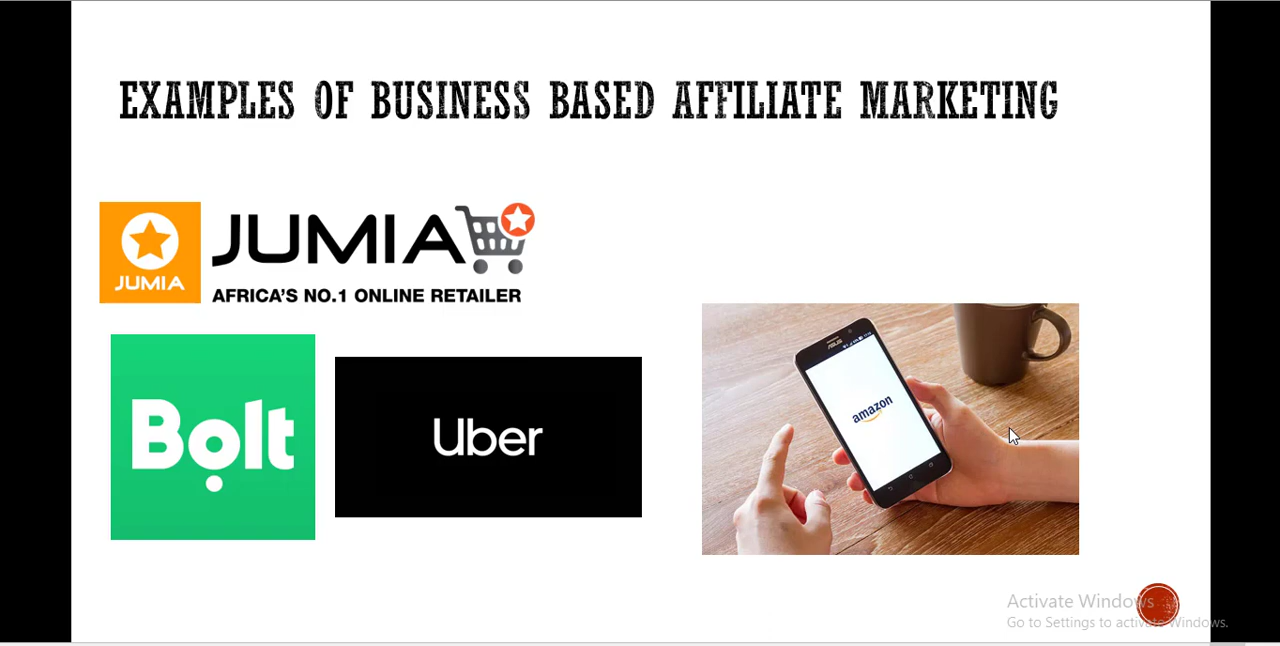 EXAMPLES OF BUSINESS BASED AFFILIATE MARKETING
JUMIA
JUMIA
AFRICA'S NO.1 ONLINE RETAILER
Bolt
Uber
ASUS
amazon
Activate Windows
Go to Settings to activate Windows.